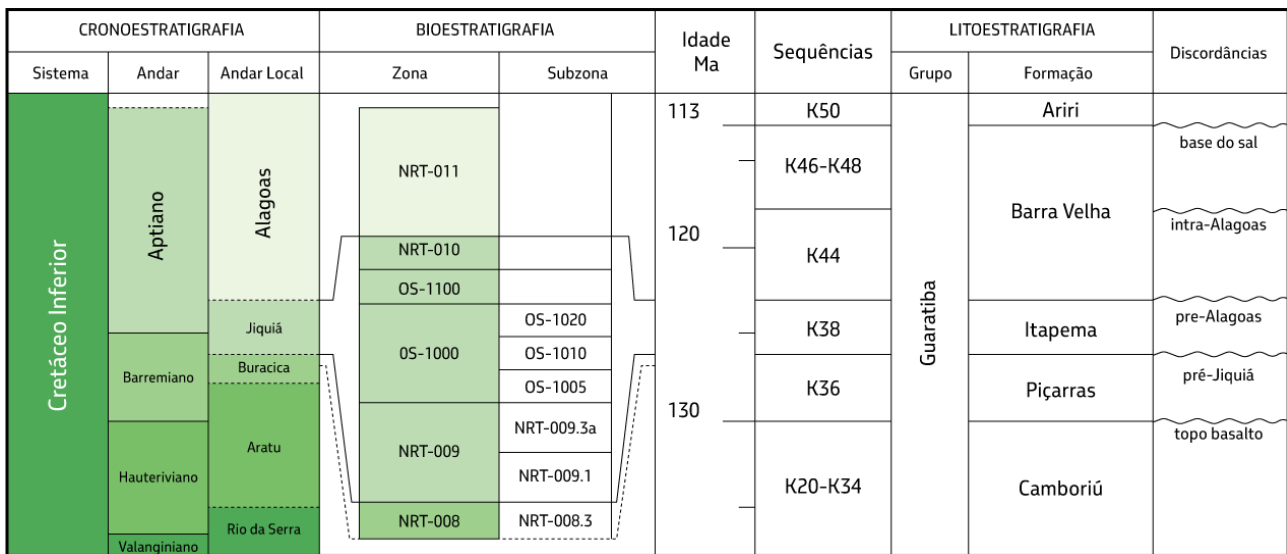 CRONOESTRATIGRAFIA
BIOESTRATIGRAFIA
Idade
Ma
Sequências
LITOESTRATIGRAFIA
Discordâncias
Sistema
Andar
Andar Local
Zona
Subzona
Grupo
Formação
Cretáceo Inferior
Aptiano
Barremiano
Hauteriviano
Valanginiano
Alagoas
Jiquiá
Buracica
Aratu
Rio da Serra
NRT-011
NRT-010
OS-1100
0S-1000
NRT-009
NRT-008
OS-1020
OS-1010
OS-1005
NRT-009.3a
NRT-009.1
NRT-008.3
113
120
130
K50
K46-K48
K44
K38
K36
K20-K34
Guaratiba
Ariri
Barra Velha
Itapema
Piçarras
Camboriú
base do sal
intra-Alagoas
pre-Alagoas
pré-Jiquiá
topo basalto